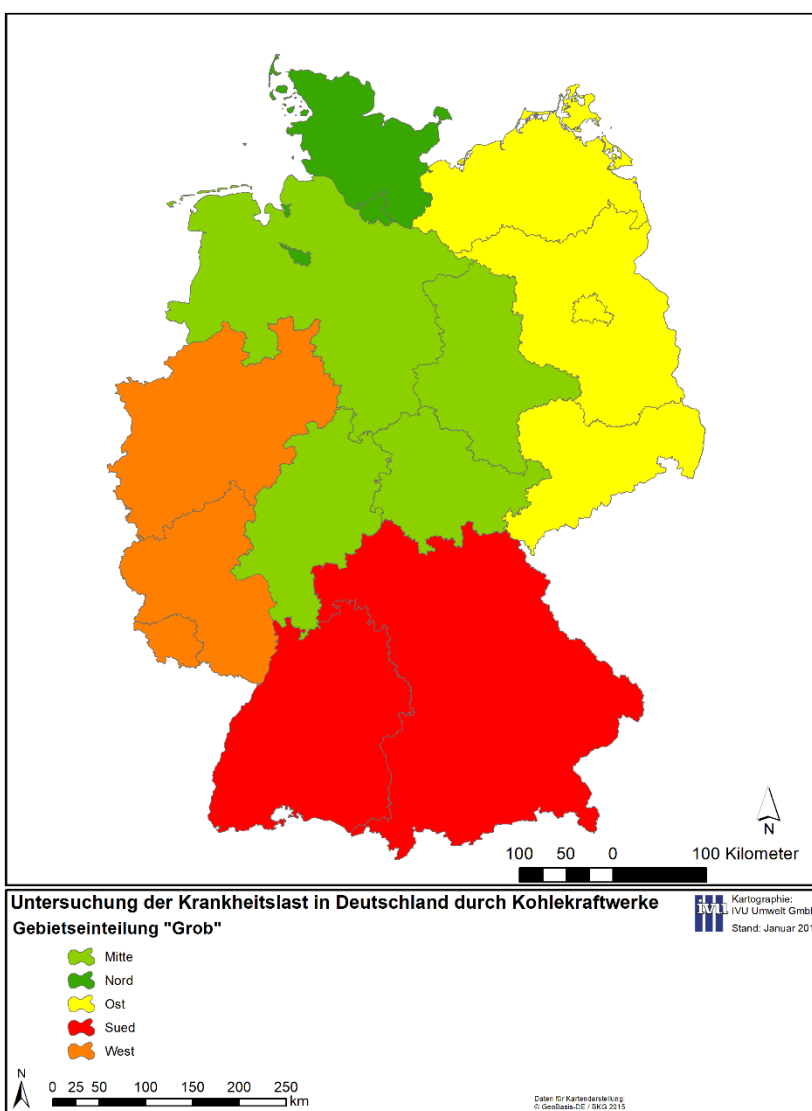 N
100 50 0 100 Kilometer
Untersuchung der Krankheitslast in Deutschland durch Kohlekraftwerke
Gebietseinteilung "Grob"
ivu
Kartographie:
IVU Umwelt GmbH
Stand: Januar 201
Mitte
Nord
Ost
Sued
West
N
0 25 50 100 150 200 250
km
Daten für Kartendarstellung:
© GeoBasis-DE / BKG 2015